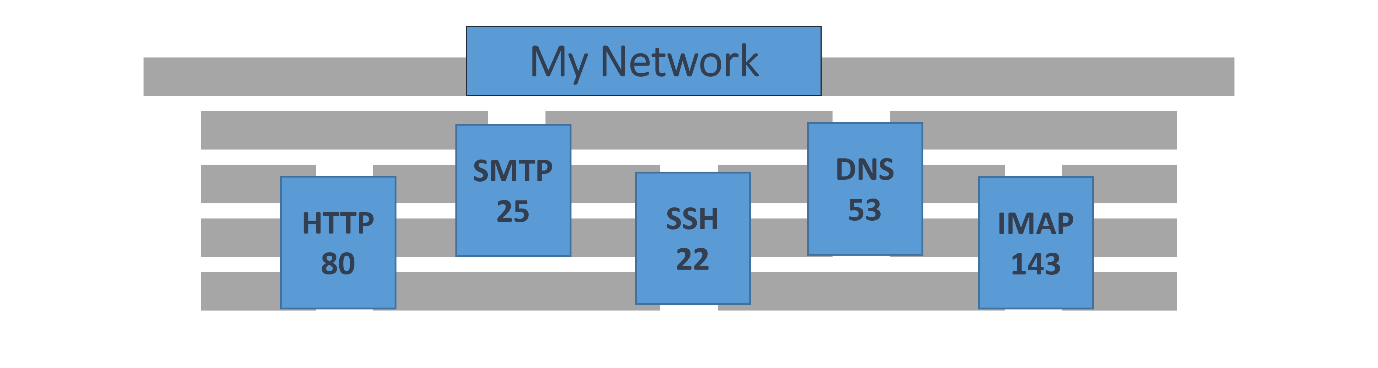 My Network
HTTP
80
SMTP
25
SSH
22
DNS
53
IMAP
143